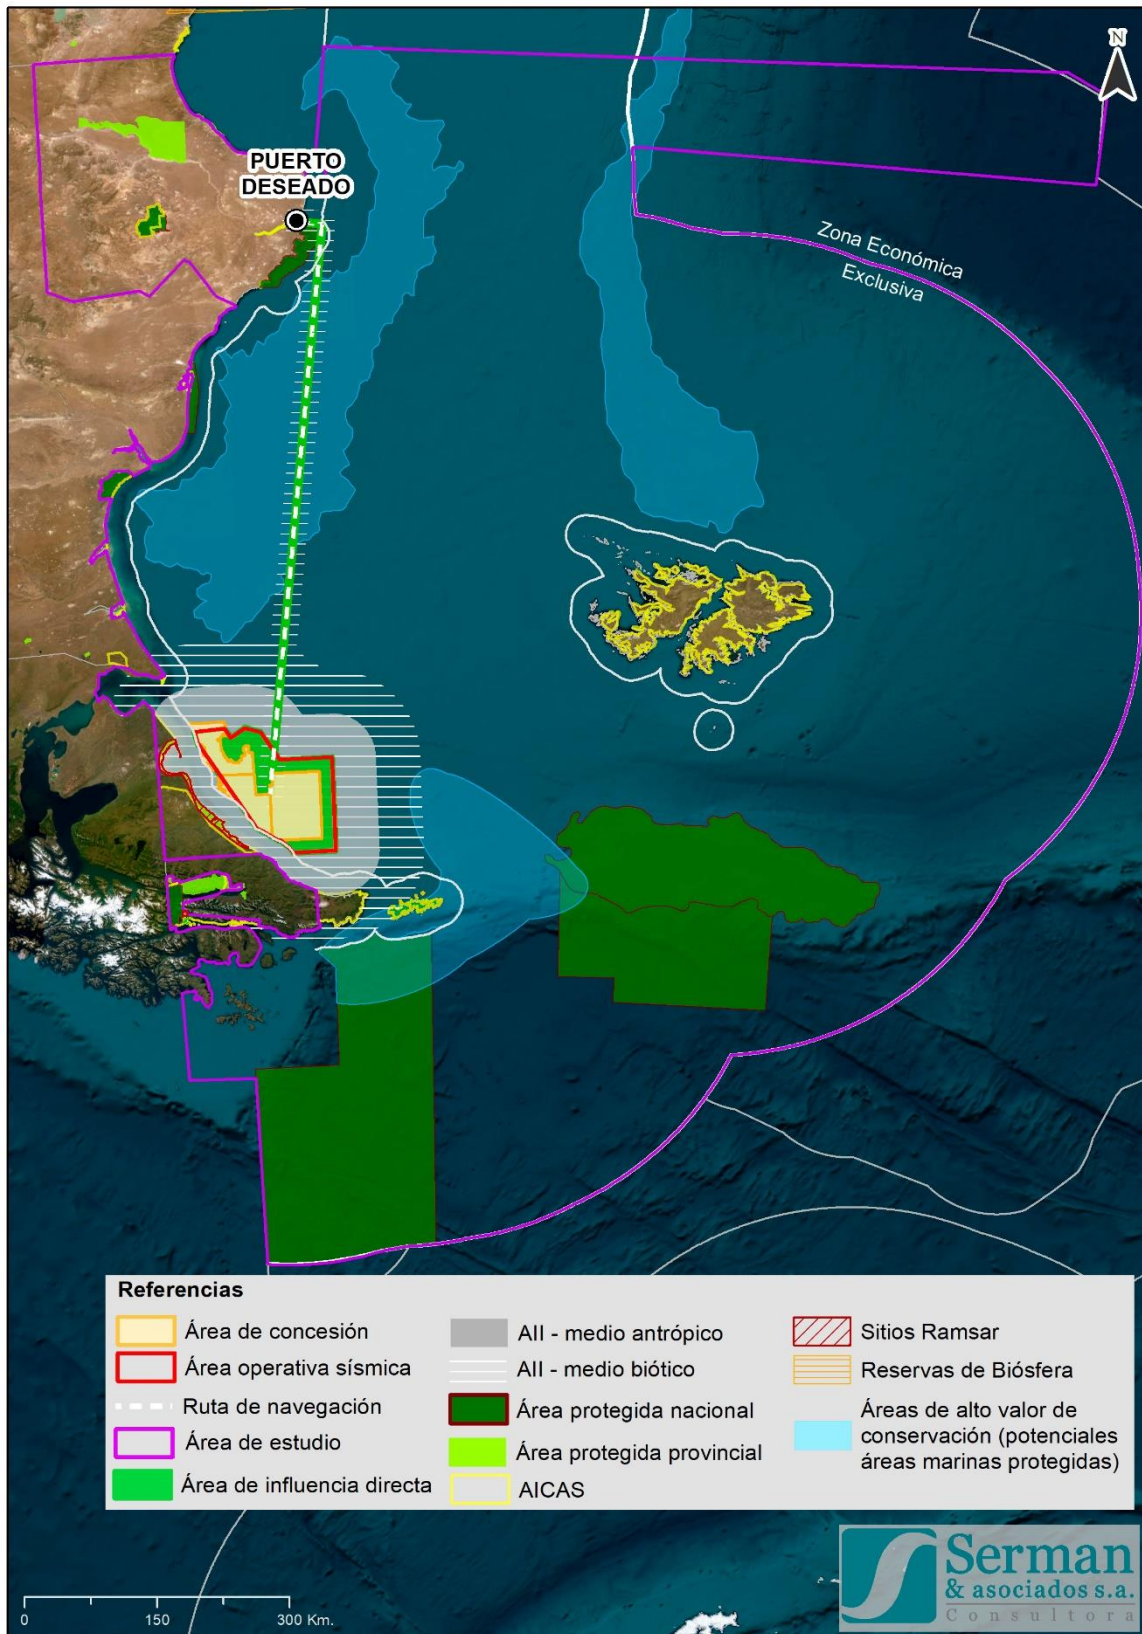 N
PUERTO
DESEADO
Zona Económica
Exclusiva
Referencias
Área de concesión
Área operativa sísmica
Ruta de navegación
Área de estudio
Área de influencia directa
AII - medio antrópico
AII - medio biótico
Área protegida nacional
Área protegida provincial
AICAS
Sitios Ramsar
Reservas de Biósfera
Áreas de alto valor de
conservación (potenciales
áreas marinas protegidas)
0 150 300 Km.
Serman
& asociados s.a.
Consultora